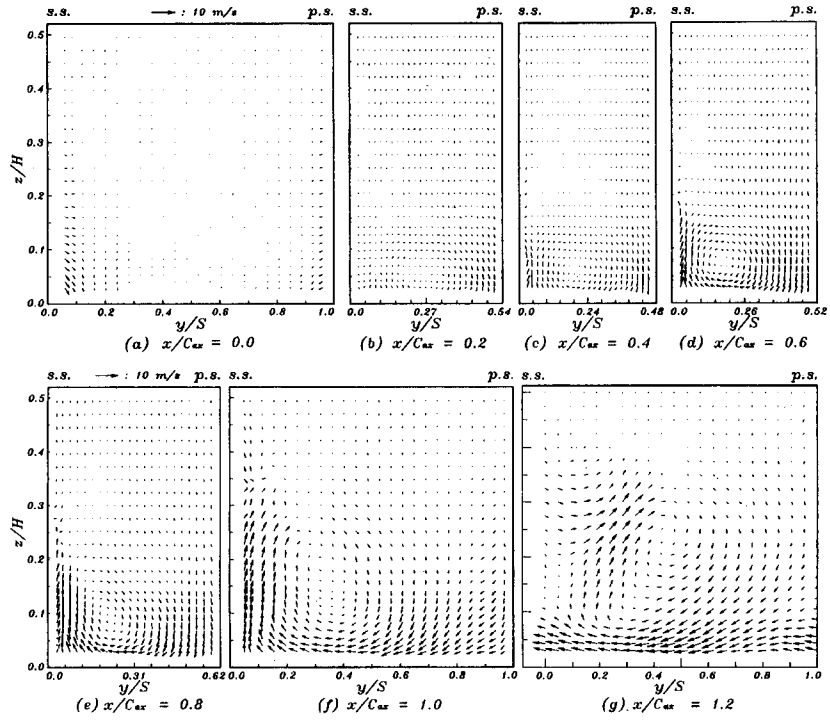 s.s. : 10 m/s p.s. s.s. p.s. s.s. p.s. s.s. p.s.
0.5
0.4
0.3
z/H
0.2
0.1
0.0
0.0 0.2 0.4 0.6 0.8 1.0 0.0 0.27 0.54 0.0 0.24 0.48 0.0 0.26 0.52
y/S y/S y/S y/S
(a) x/Cax = 0.0 (b) x/Cax = 0.2 (c) x/Cax = 0.4 (d) x/Cax = 0.6
s.s. : 10 m/s p.s. s.s. p.s. s.s. p.s.
0.5
0.4
0.3
z/H
0.2
0.1
0.0
0.0 0.31 0.62 0.0 0.2 0.4 0.6 0.8 1.0 0.0 0.2 0.4 0.6 0.8 1.0
y/S y/S y/S
(e) x/Cax = 0.8 (f) x/Cax = 1.0 (g) x/Cax = 1.2